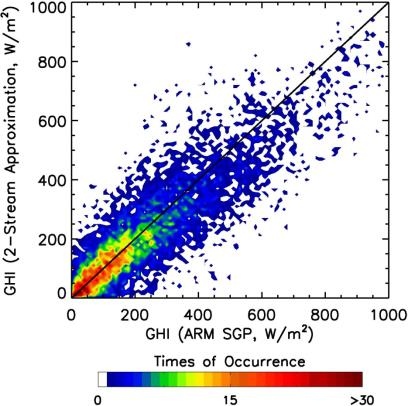 1000
800
600
400
200
0
GHI (2-Stream Approximation, W/m²)
0 200 400 600 800 1000
GHI (ARM SGP, W/m²)
Times of Occurrence
0 15 >30